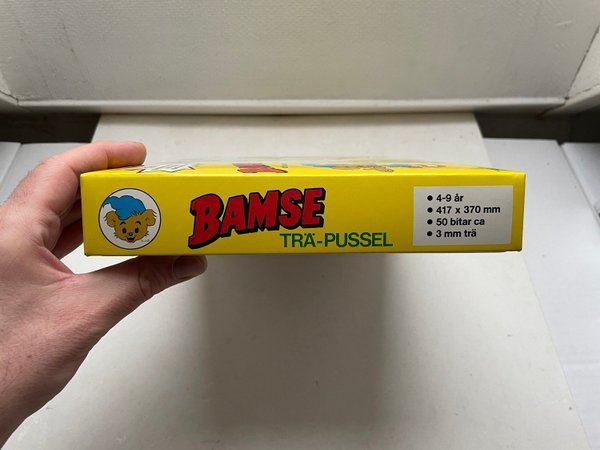 BAMSE
TRÄ-PUSSEL
• 4-9 år
• 417 x 370 mm
• 50 bitar ca
• 3 mm trä